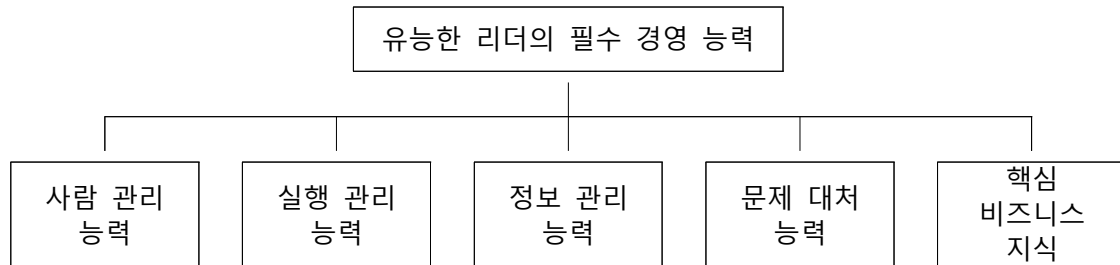 유능한 리더의 필수 경영 능력
사람 관리
능력
실행 관리
능력
정보 관리
능력
문제 대처
능력
핵심
비즈니스
지식